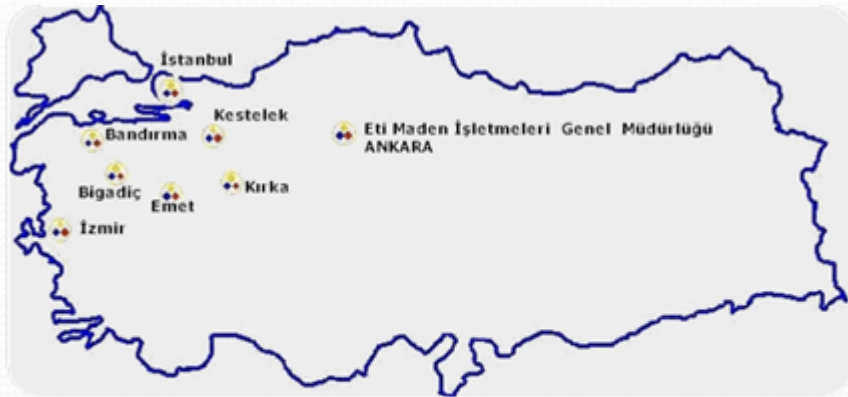 İstanbul
Kestelek
Bandırma
Eti Maden İşletmeleri Genel Müdürlüğü
ANKARA
Bigadiç
Emet
Kırka
İzmir